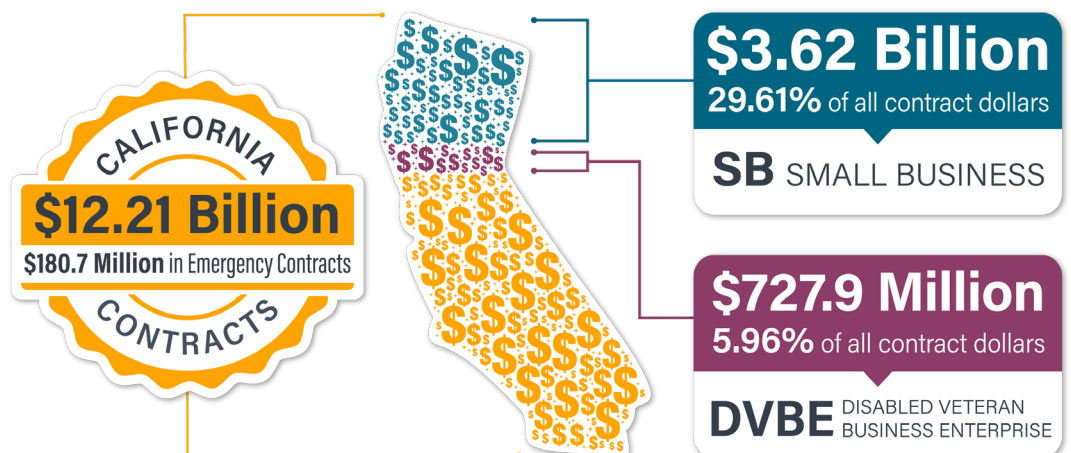 CALIFORNIA
$12.21 Billion
$180.7 Million in Emergency Contracts
CONTRACTS
$3.62 Billion
29.61% of all contract dollars
SB SMALL BUSINESS
$727.9 Million
5.96% of all contract dollars
DVBE DISABLED VETERAN
BUSINESS ENTERPRISE